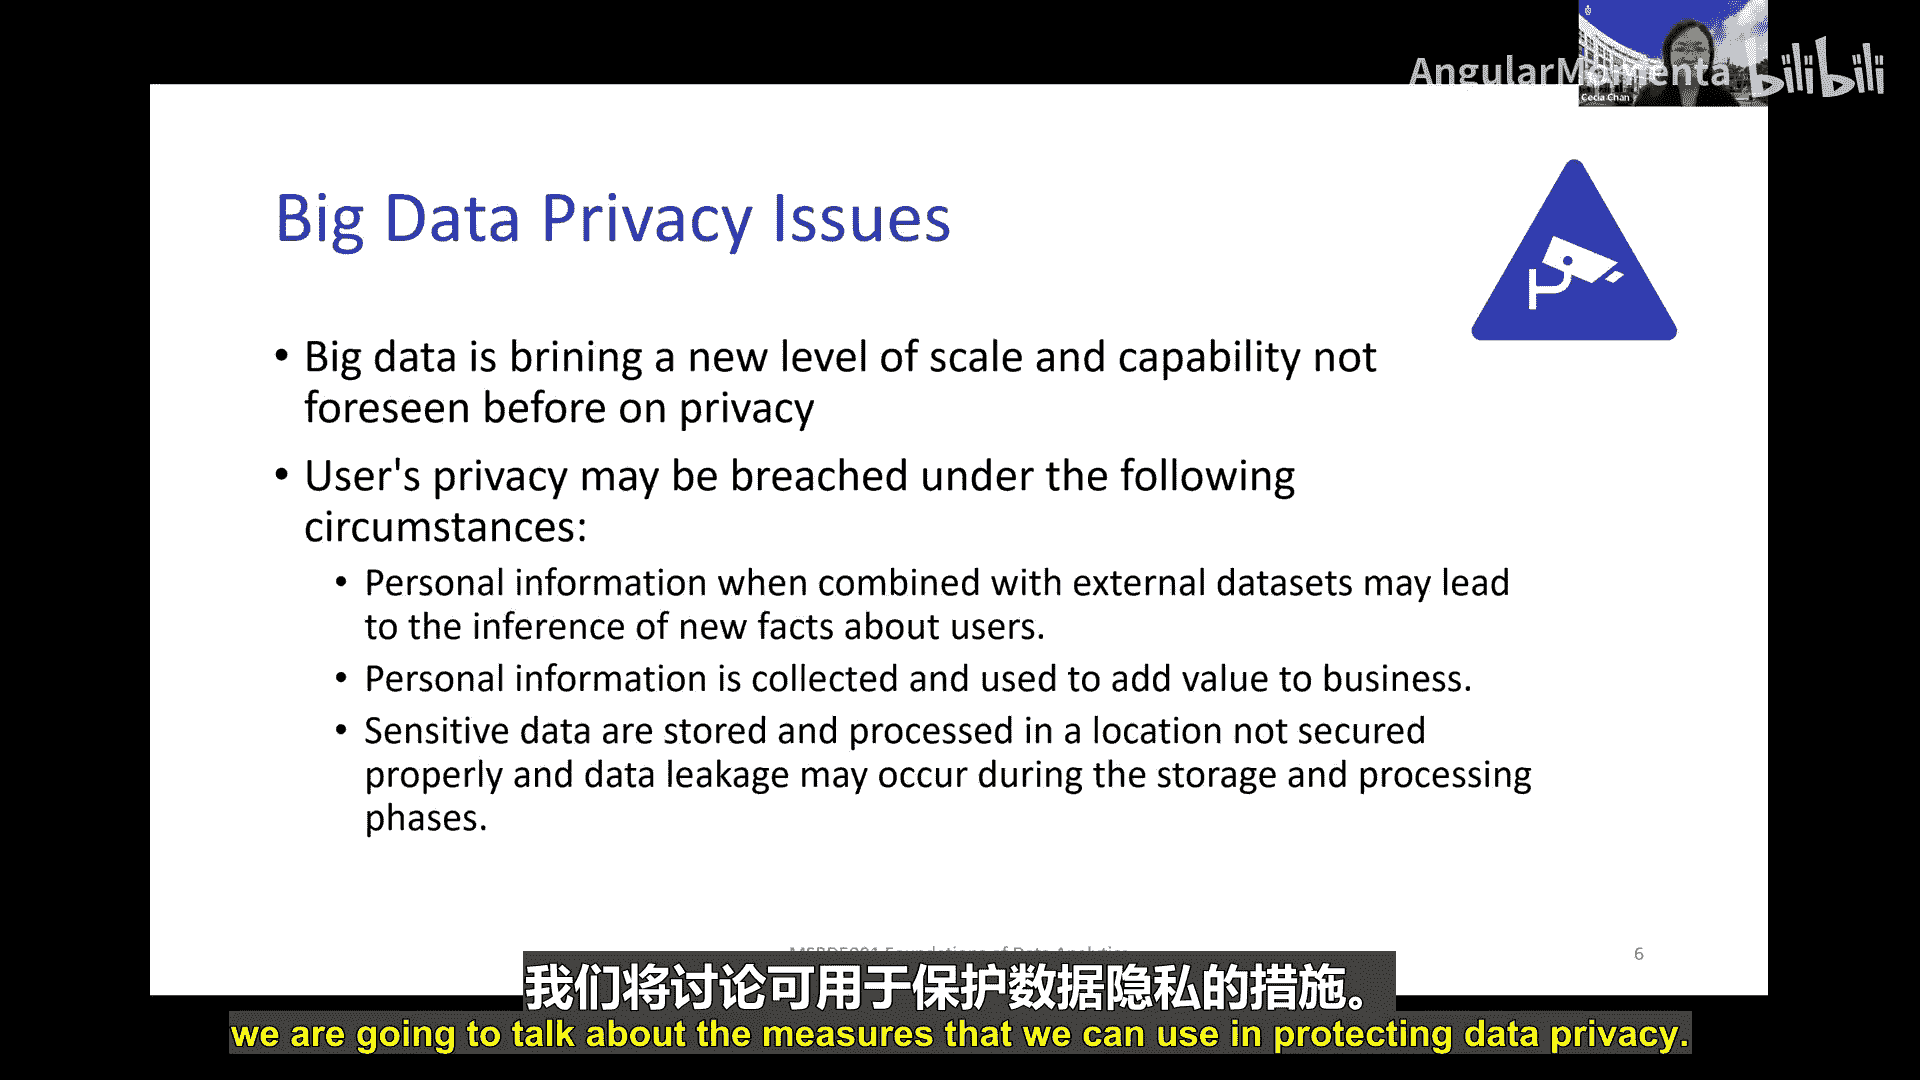 AngularMomenta bilibili
Cecia Chan
Big Data Privacy Issues
• Big data is brining a new level of scale and capability not
foreseen before on privacy
• User's privacy may be breached under the following
circumstances:
• Personal information when combined with external datasets may lead
to the inference of new facts about users.
• Personal information is collected and used to add value to business.
• Sensitive data are stored and processed in a location not secured
properly and data leakage may occur during the storage and processing
phases.
6
我们将讨论可用于保护数据隐私的措施。
we are going to talk about the measures that we can use in protecting data privacy.